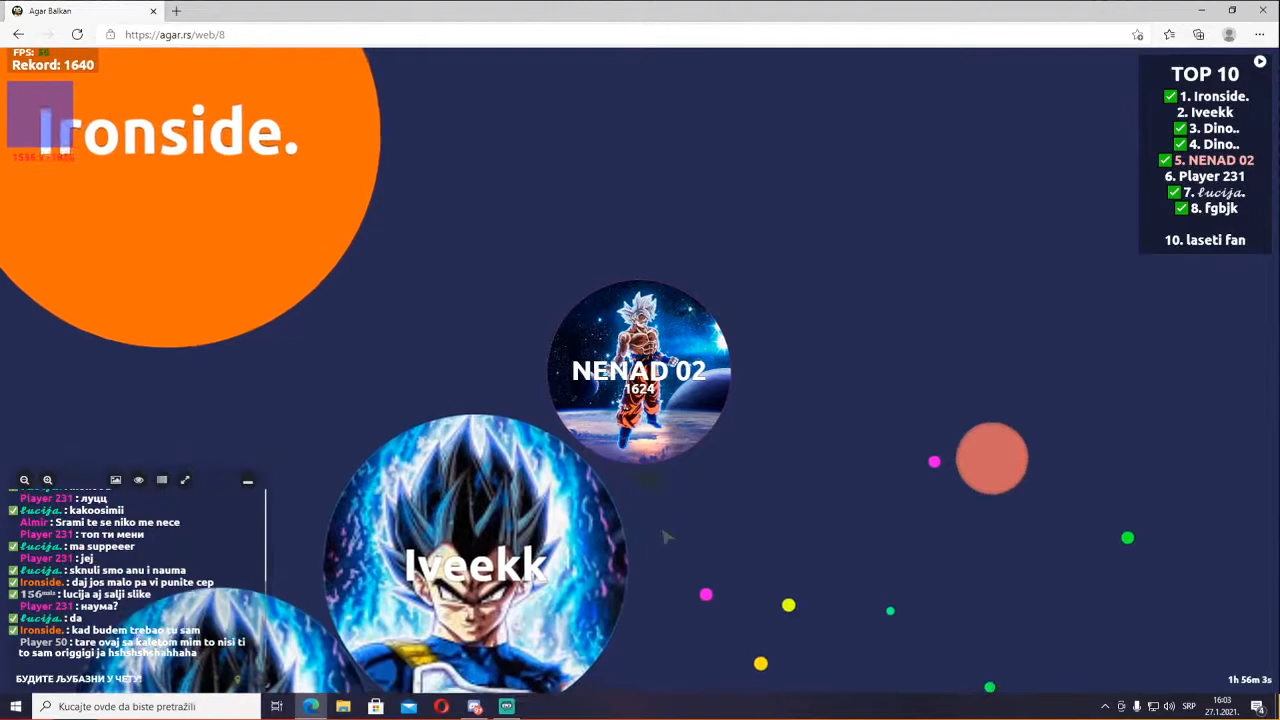 Agar Balkan
https://agar.rs/web/8
FPS: 56
Rekord: 1640
Ironside.
TOP 10
✅ 1. Ironside.
2. Iveekk
✅ 3. Dino..
✅ 4. Dino..
✅ 5. NENAD 02
6. Player 231
✅ 7. 𝓵𝓾𝓬𝓲𝓳𝓪.
✅ 8. fgbjk
10. laseti fan
NENAD 02
1624
Iveekk
Player 231 : луцц
✅ 𝓵𝓾𝓬𝓲𝓳𝓪. : kakoosimii
Almir : Srami te se niko me nece
Player 231 : топ ти мени
✅ 𝓵𝓾𝓬𝓲𝓳𝓪. : ma suppeeer
Player 231 : јеј
✅ 𝓵𝓾𝓬𝓲𝓳𝓪. : sknuli smo anu i nauma
✅ Ironside. : daj jos malo pa vi punite cep
: lucija aj salji slike
Player 231 : наума?
✅ 𝓵𝓾𝓬𝓲𝓳𝓪. : da
✅ Ironside. : kad budem trebao tu sam
Player 50 : tare ovaj sa kaletom mim to nisi ti
to sam origgigi ja hshshshshahhaha
БУДИТЕ ЉУБАЗНИ У ЧЕТУ!
1h 56m 3s
Kucajte ovde da biste pretražili
SRP
16:03
27.1.2021.
4